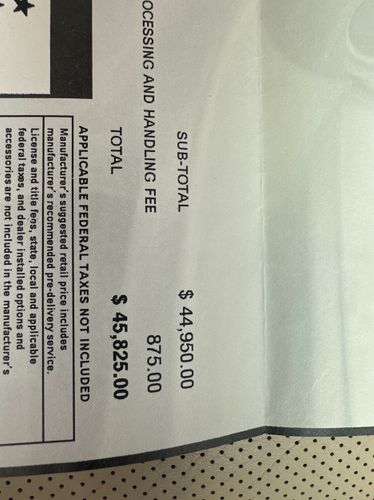 SUB-TOTAL $ 44,950.00
OCESSING AND HANDLING FEE 875.00
TOTAL $ 45,825.00
APPLICABLE FEDERAL TAXES NOT INCLUDED
Manufacturer's suggested retail price includes
manufacturer's recommended pre-delivery service.
License and title fees, state, local and applicable
federal taxes, and dealer installed options and
accessories are not included in the manufacturer's